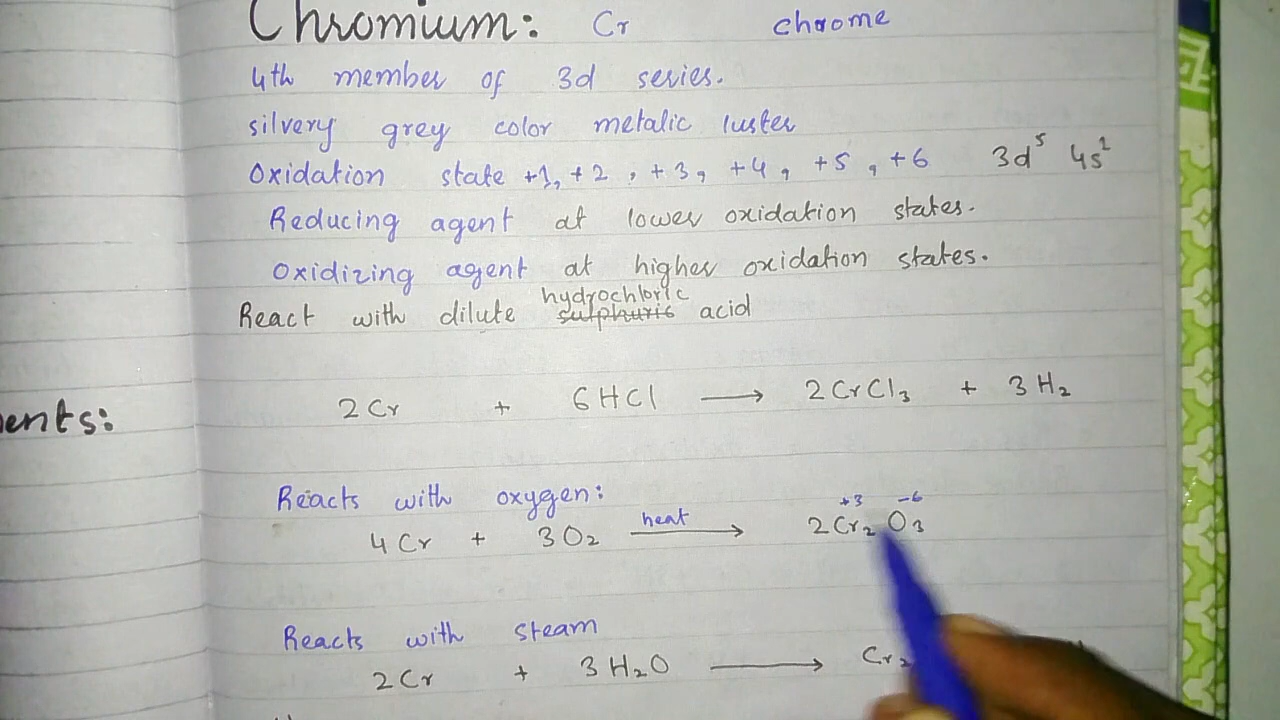 Chromium: Cr chrome
4th member of 3d series.
silvery grey color metalic luster
Oxidation state +1, +2, +3, +4, +5, +6 3d⁵ 4s¹
Reducing agent at lower oxidation states.
Oxidizing agent at higher oxidation states.
hydrochloric
React with dilute sulphuric acid
2Cr + 6HCl → 2CrCl₃ + 3H₂
ents:
Reacts with oxygen:
+3 -6
4Cr + 3O₂ heat → 2Cr₂O₃
Reacts with steam
2Cr + 3H₂O → Cr₂